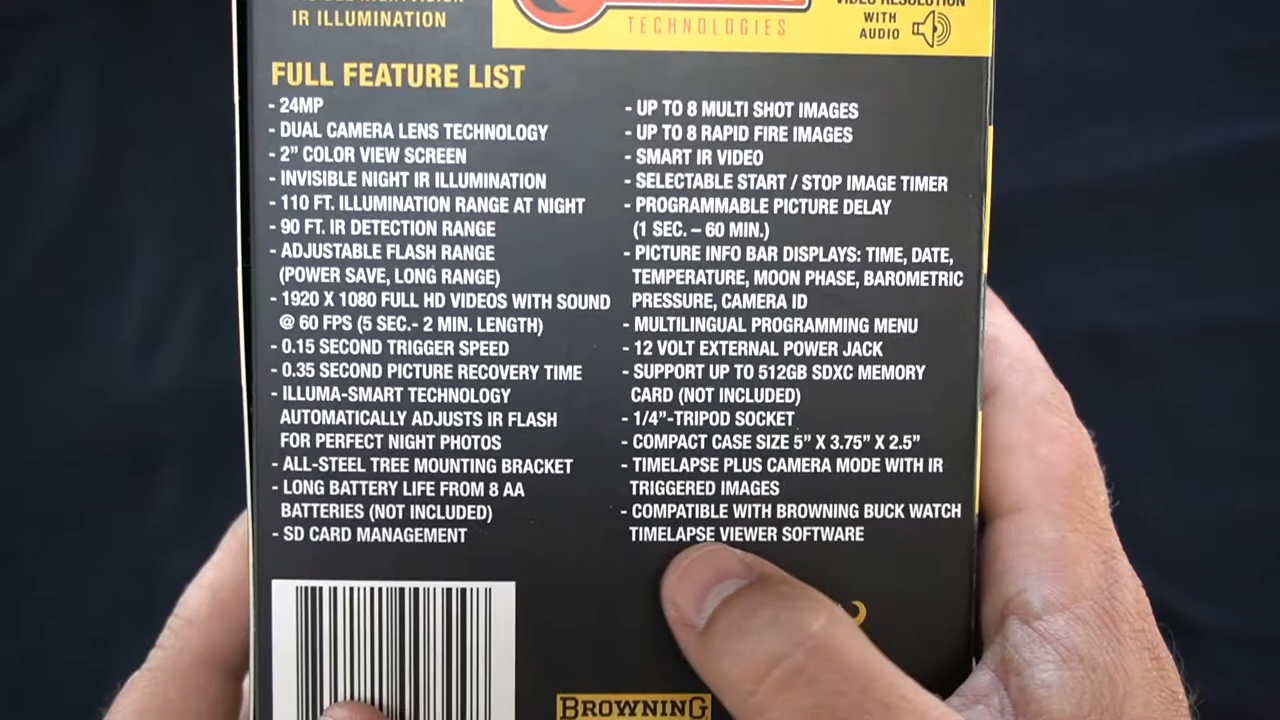 IR ILLUMINATION
TECHNOLOGIES
VIDEO RESOLUTION
WITH
AUDIO
FULL FEATURE LIST
- 24MP
- DUAL CAMERA LENS TECHNOLOGY
- 2” COLOR VIEW SCREEN
- INVISIBLE NIGHT IR ILLUMINATION
- 110 FT. ILLUMINATION RANGE AT NIGHT
- 90 FT. IR DETECTION RANGE
- ADJUSTABLE FLASH RANGE
(POWER SAVE, LONG RANGE)
- 1920 X 1080 FULL HD VIDEOS WITH SOUND
@ 60 FPS (5 SEC.- 2 MIN. LENGTH)
- 0.15 SECOND TRIGGER SPEED
- 0.35 SECOND PICTURE RECOVERY TIME
- ILLUMA-SMART TECHNOLOGY
AUTOMATICALLY ADJUSTS IR FLASH
FOR PERFECT NIGHT PHOTOS
- ALL-STEEL TREE MOUNTING BRACKET
- LONG BATTERY LIFE FROM 8 AA
BATTERIES (NOT INCLUDED)
- SD CARD MANAGEMENT
- UP TO 8 MULTI SHOT IMAGES
- UP TO 8 RAPID FIRE IMAGES
- SMART IR VIDEO
- SELECTABLE START / STOP IMAGE TIMER
- PROGRAMMABLE PICTURE DELAY
(1 SEC. – 60 MIN.)
- PICTURE INFO BAR DISPLAYS: TIME, DATE,
TEMPERATURE, MOON PHASE, BAROMETRIC
PRESSURE, CAMERA ID
- MULTILINGUAL PROGRAMMING MENU
- 12 VOLT EXTERNAL POWER JACK
- SUPPORT UP TO 512GB SDXC MEMORY
CARD (NOT INCLUDED)
- 1/4”-TRIPOD SOCKET
- COMPACT CASE SIZE 5” X 3.75” X 2.5”
- TIMELAPSE PLUS CAMERA MODE WITH IR
TRIGGERED IMAGES
- COMPATIBLE WITH BROWNING BUCK WATCH
TIMELAPSE VIEWER SOFTWARE
BROWNING